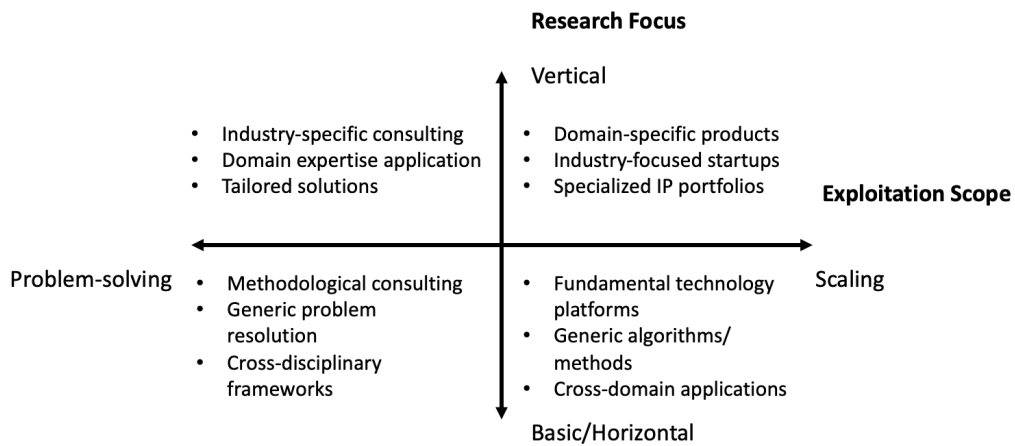 Research Focus
Vertical
• Industry-specific consulting
• Domain expertise application
• Tailored solutions
• Domain-specific products
• Industry-focused startups
• Specialized IP portfolios
Exploitation Scope
Problem-solving
• Methodological consulting
• Generic problem
resolution
• Cross-disciplinary
frameworks
• Fundamental technology
platforms
• Generic algorithms/
methods
• Cross-domain applications
Scaling
Basic/Horizontal